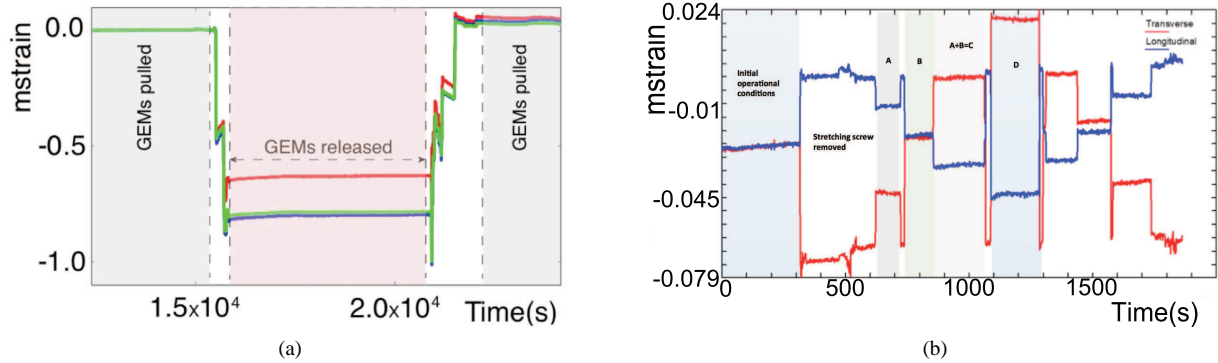 mstrain
0.0
-0.5
-1.0
GEMs pulled
GEMs released
GEMs pulled
1.5x10⁴
2.0x10⁴
Time(s)
(a)
mstrain
0.024
-0.01
-0.045
-0.079
Transverse
Longitudinal
Initial
operational
conditions
Stretching screw
removed
A
B
A+B=C
D
0
500
1000
1500
Time(s)
(b)